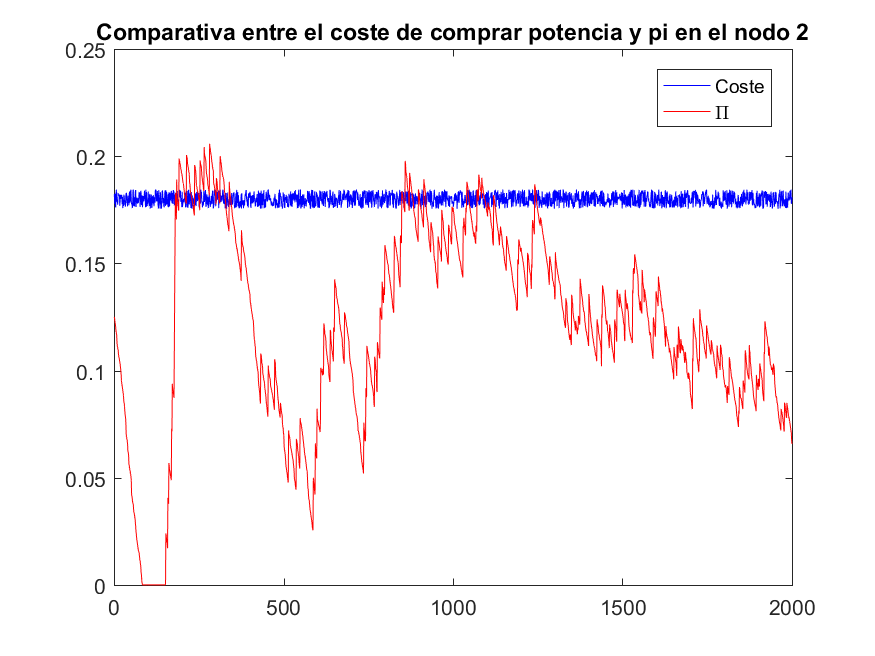 Comparativa entre el coste de comprar potencia y pi en el nodo 2
0.25
0.2
0.15
0.1
0.05
0
0 500 1000 1500 2000
Coste
Π